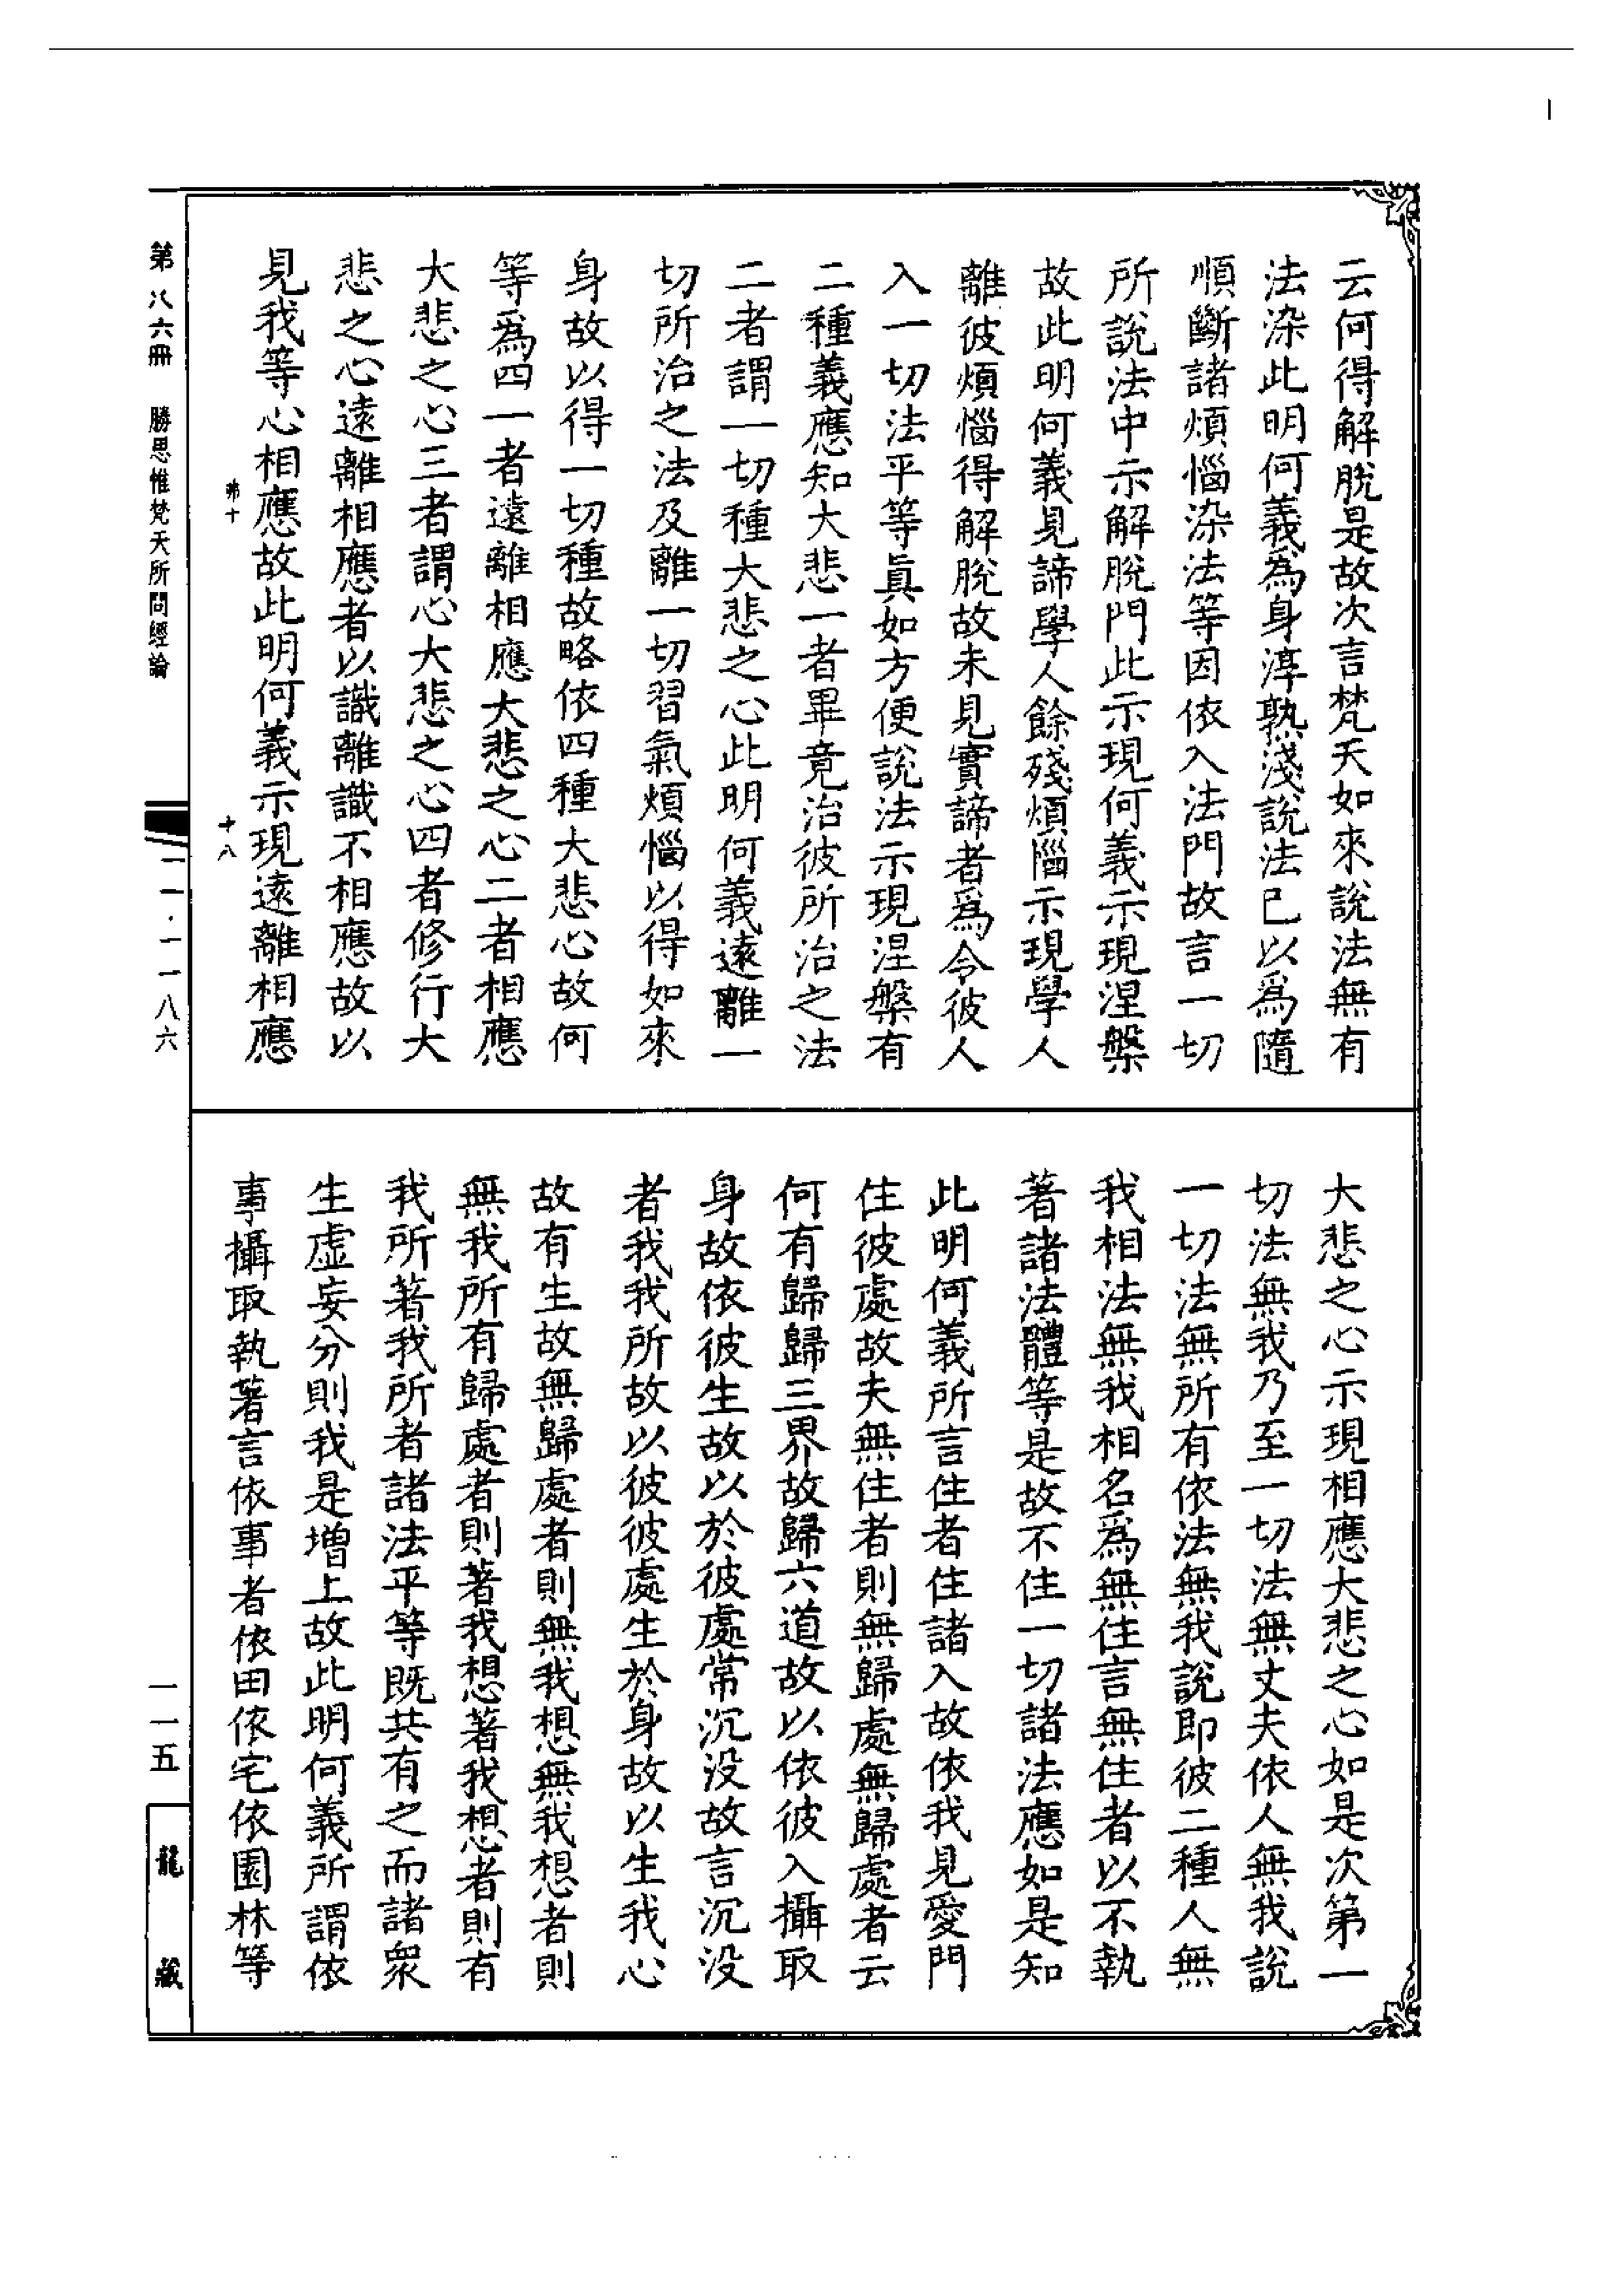 云何得解脫是故次言梵天如來說法無有
法染此明何義為身淳熟淺說法已以為隨
順斷諸煩惱染法等因依入法門故言一切
所說法中示解脫門此示現何義示現涅槃
故此明何義見諦學人餘殘煩惱示現學人
離彼煩惱得解脫故未見實諦者為令彼人
入一切法平等真如方便說法示現涅槃有
二種義應知大悲一者畢竟治彼所治之法
二者謂一切種大悲之心此明何義遠離一
切所治之法及離一切習氣煩惱以得如來
身故以得一切種故略依四種大悲心故何
等為四一者遠離相應大悲之心二者相應
大悲之心三者謂心大悲之心四者修行大
悲之心遠離相應者以識離識不相應故以
見我等心相應故此明何義示現遠離相應
大悲之心示現相應大悲之心如是次第一
切法無我乃至一切法無丈夫依人無我說
一切法無所有依法無我說即彼二種人無
我相法無我相名為無住言無住者以不執
著諸法體等是故不住一切諸法應如是知
此明何義所言住者住諸入故依我見愛門
住彼處故夫無住者則無歸處無歸處者云
何有歸歸三界故歸六道故以依彼入攝取
身故依彼生故以於彼處常沉没故言沉没
者我我所故以彼彼處生於身故以生我心
故有生故無歸處者則無我想無我想者則
無我所有歸處者則著我想著我想者則有
我所著我所者諸法平等既共有之而諸眾
生虛妄分則我是增上故此明何義所謂依
事攝取執著言依事者依田依宅依園林等
第八六冊 勝思惟梵天所問經論
弗十
十八
一一·一一八六
一一五
龍藏